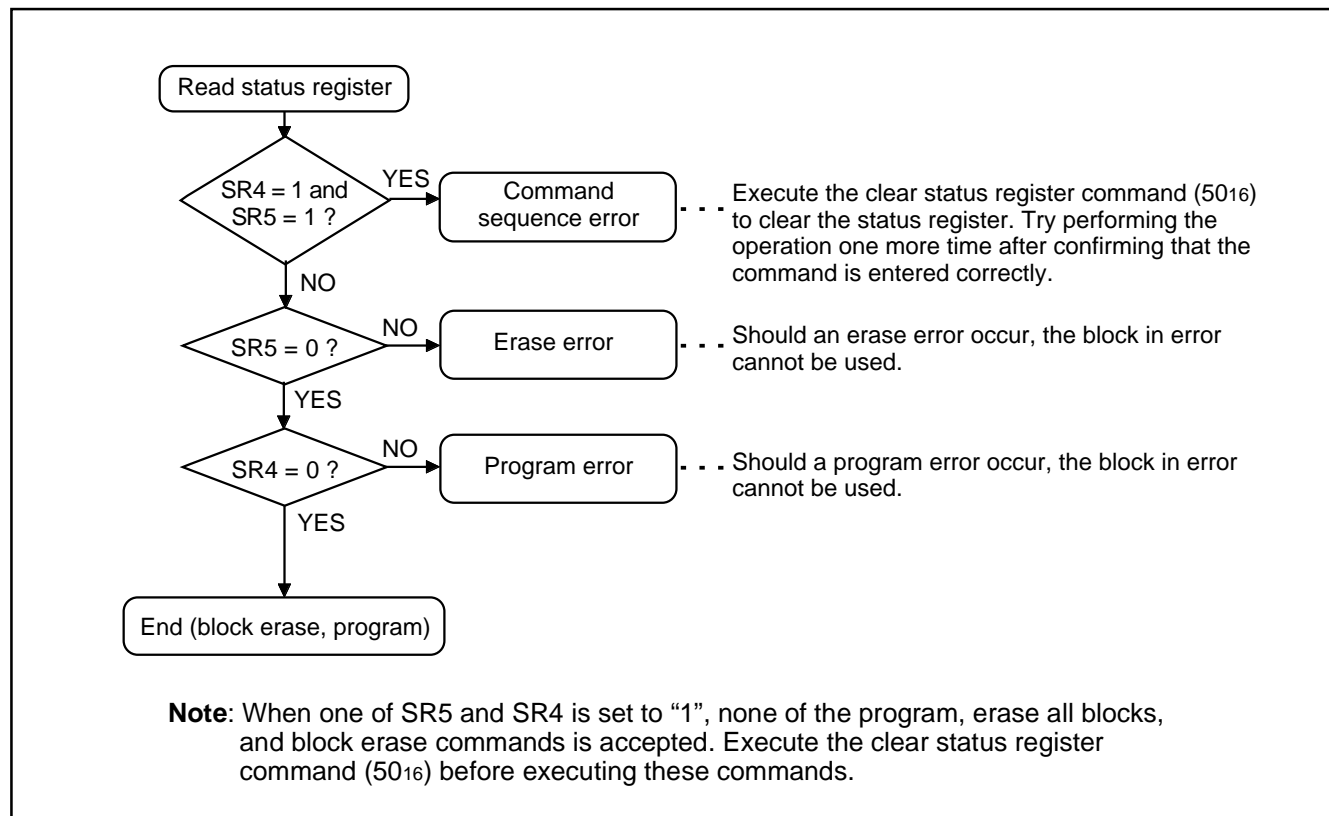 Read status register
SR4 = 1 and
SR5 = 1 ?
YES
Command
sequence error
Execute the clear status register command (5016)
to clear the status register. Try performing the
operation one more time after confirming that the
command is entered correctly.
NO
SR5 = 0 ?
NO
Erase error
Should an erase error occur, the block in error
cannot be used.
YES
SR4 = 0 ?
NO
Program error
Should a program error occur, the block in error
cannot be used.
YES
End (block erase, program)
Note: When one of SR5 and SR4 is set to “1”, none of the program, erase all blocks,
and block erase commands is accepted. Execute the clear status register
command (5016) before executing these commands.